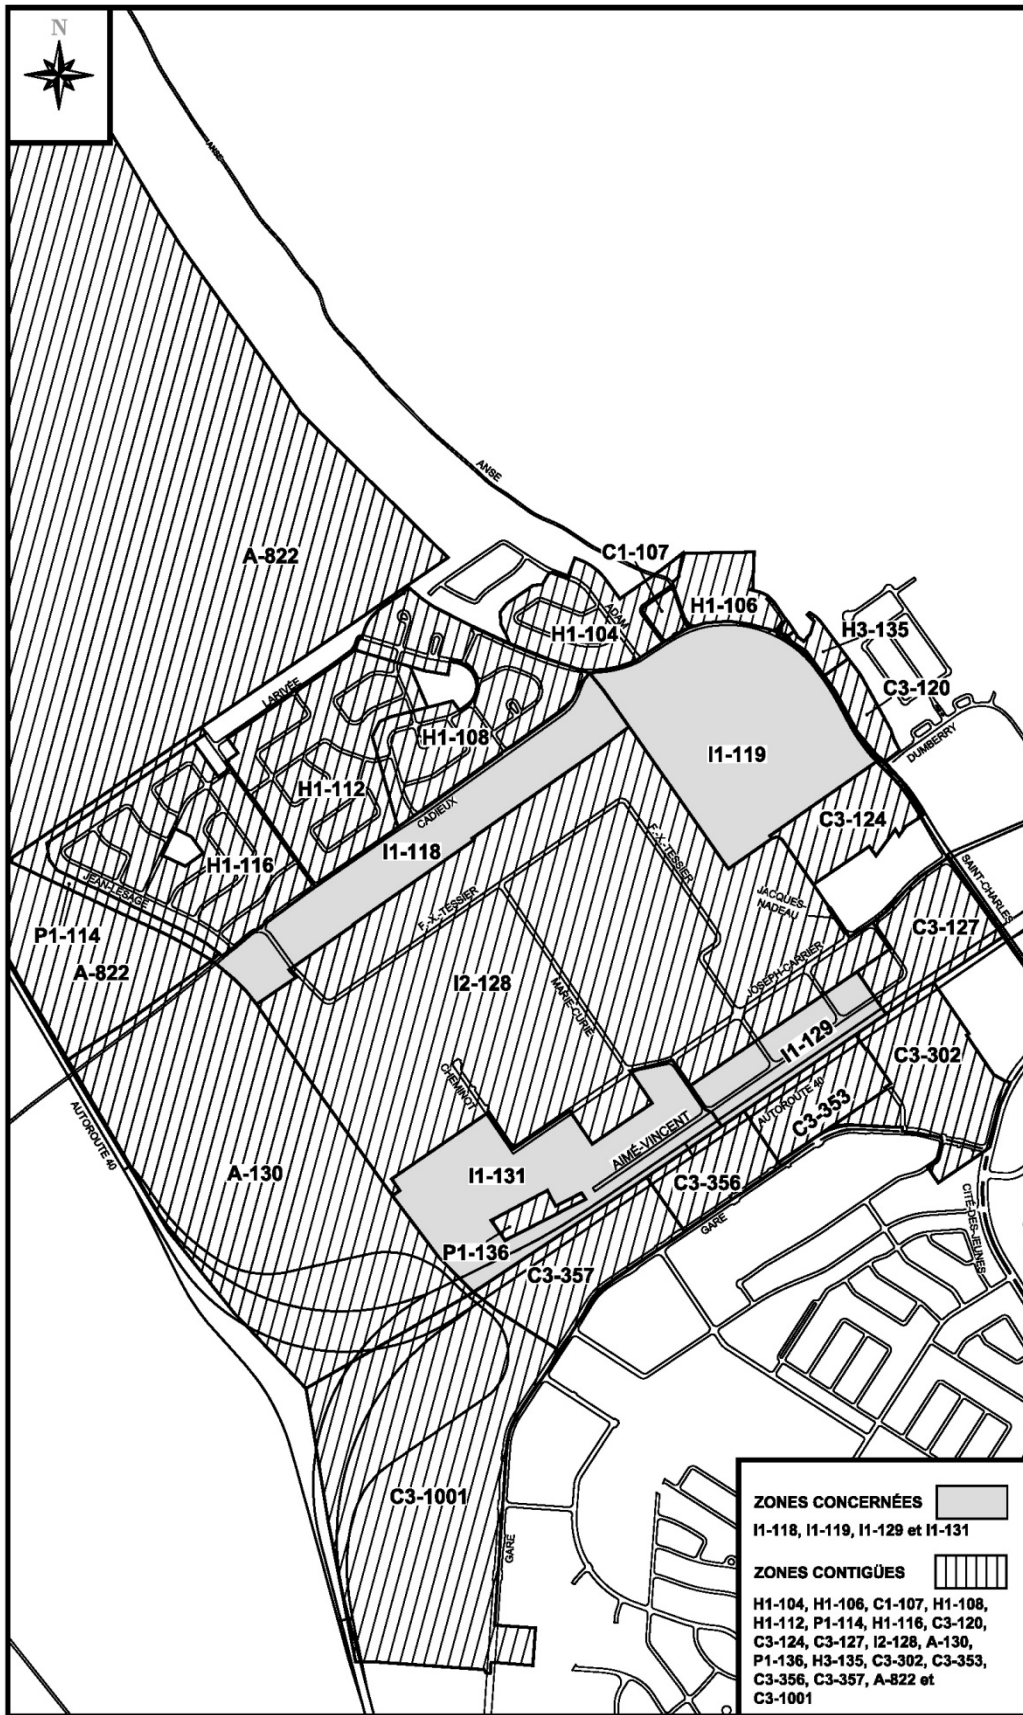 N
ANSE
ANSE
A-822
C1-107
ADAM
H1-106
H1-104
H3-135
C3-120
LARIVÉE
DUMBERRY
H1-108
I1-119
H1-112
CADIEUX
C3-124
I1-118
F.-X.-TESSIER
H1-116
JEAN-LESAGE
SAINT-CHARLES
JACQUES-
NADEAU
F.-X.-TESSIER
P1-114
C3-127
A-822
JOSEPH-CARRIER
I2-128
MARIE-CURIE
I1-129
C3-302
CHEMINOT
AUTOROUTE 40
AUTOROUTE 40
C3-353
AIMÉ-VINCENT
A-130
I1-131
C3-356
GARE
CITÉ-DES-JEUNES
P1-136
C3-357
C3-1001
GARE
ZONES CONCERNÉES
I1-118, I1-119, I1-129 et I1-131
ZONES CONTIGÜES
H1-104, H1-106, C1-107, H1-108,
H1-112, P1-114, H1-116, C3-120,
C3-124, C3-127, I2-128, A-130,
P1-136, H3-135, C3-302, C3-353,
C3-356, C3-357, A-822 et
C3-1001